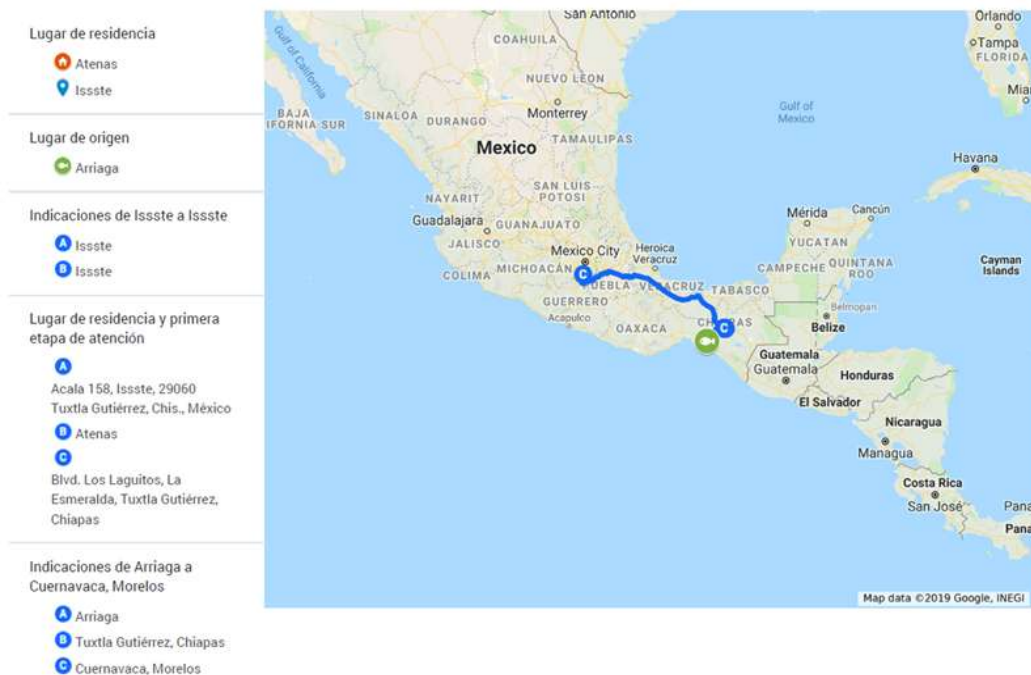 Lugar de residencia
Atenas
Issste
Lugar de origen
Arriaga
Indicaciones de Issste a Issste
A Issste
B Issste
Lugar de residencia y primera
etapa de atención
A
Acala 158, Issste, 29060
Tuxtla Gutiérrez, Chis., México
B Atenas
C
Blvd. Los Laguitos, La
Esmeralda, Tuxtla Gutiérrez,
Chiapas
Indicaciones de Arriaga a
Cuernavaca, Morelos
A Arriaga
B Tuxtla Gutiérrez, Chiapas
C Cuernavaca, Morelos
San Antonio
Orlando
Tampa
FLORIDA
COAHUILA
Gulf of
California
NUEVO LEON
Monterrey
BAJA
SINALOA
DURANGO
TAMAULIPAS
Gulf of
Mexico
Mexico
Havana
SAN LUIS
POTOSI
NAYARIT
Guadalajara
GUANAJUATO
JALISCO
Mérida
Cancún
YUCATAN
Mexico City
Heroica
Veracruz
COLIMA
MICHOACÁN
C
VERACRUZ
TABASCO
CAMPECHE
QUINTANA
ROO
Cayman
Islands
GUERRERO
Acapulco
OAXACA
C
Belmopan
Belize
Guatemala
Guatemala
Honduras
El Salvador
Nicaragua
Managua
Costa Rica
San José
Map data ©2019 Google, INEGI